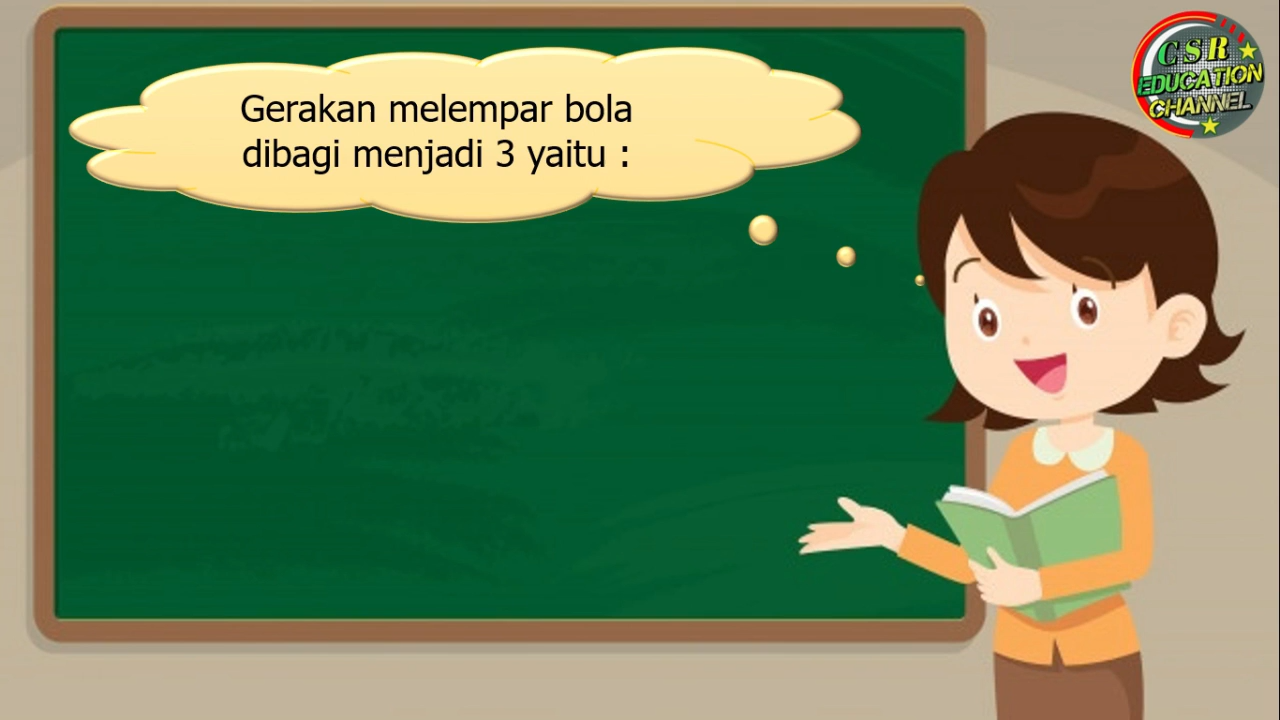 Gerakan melempar bola
dibagi menjadi 3 yaitu :
CSR
EDUCATION
CHANNEL